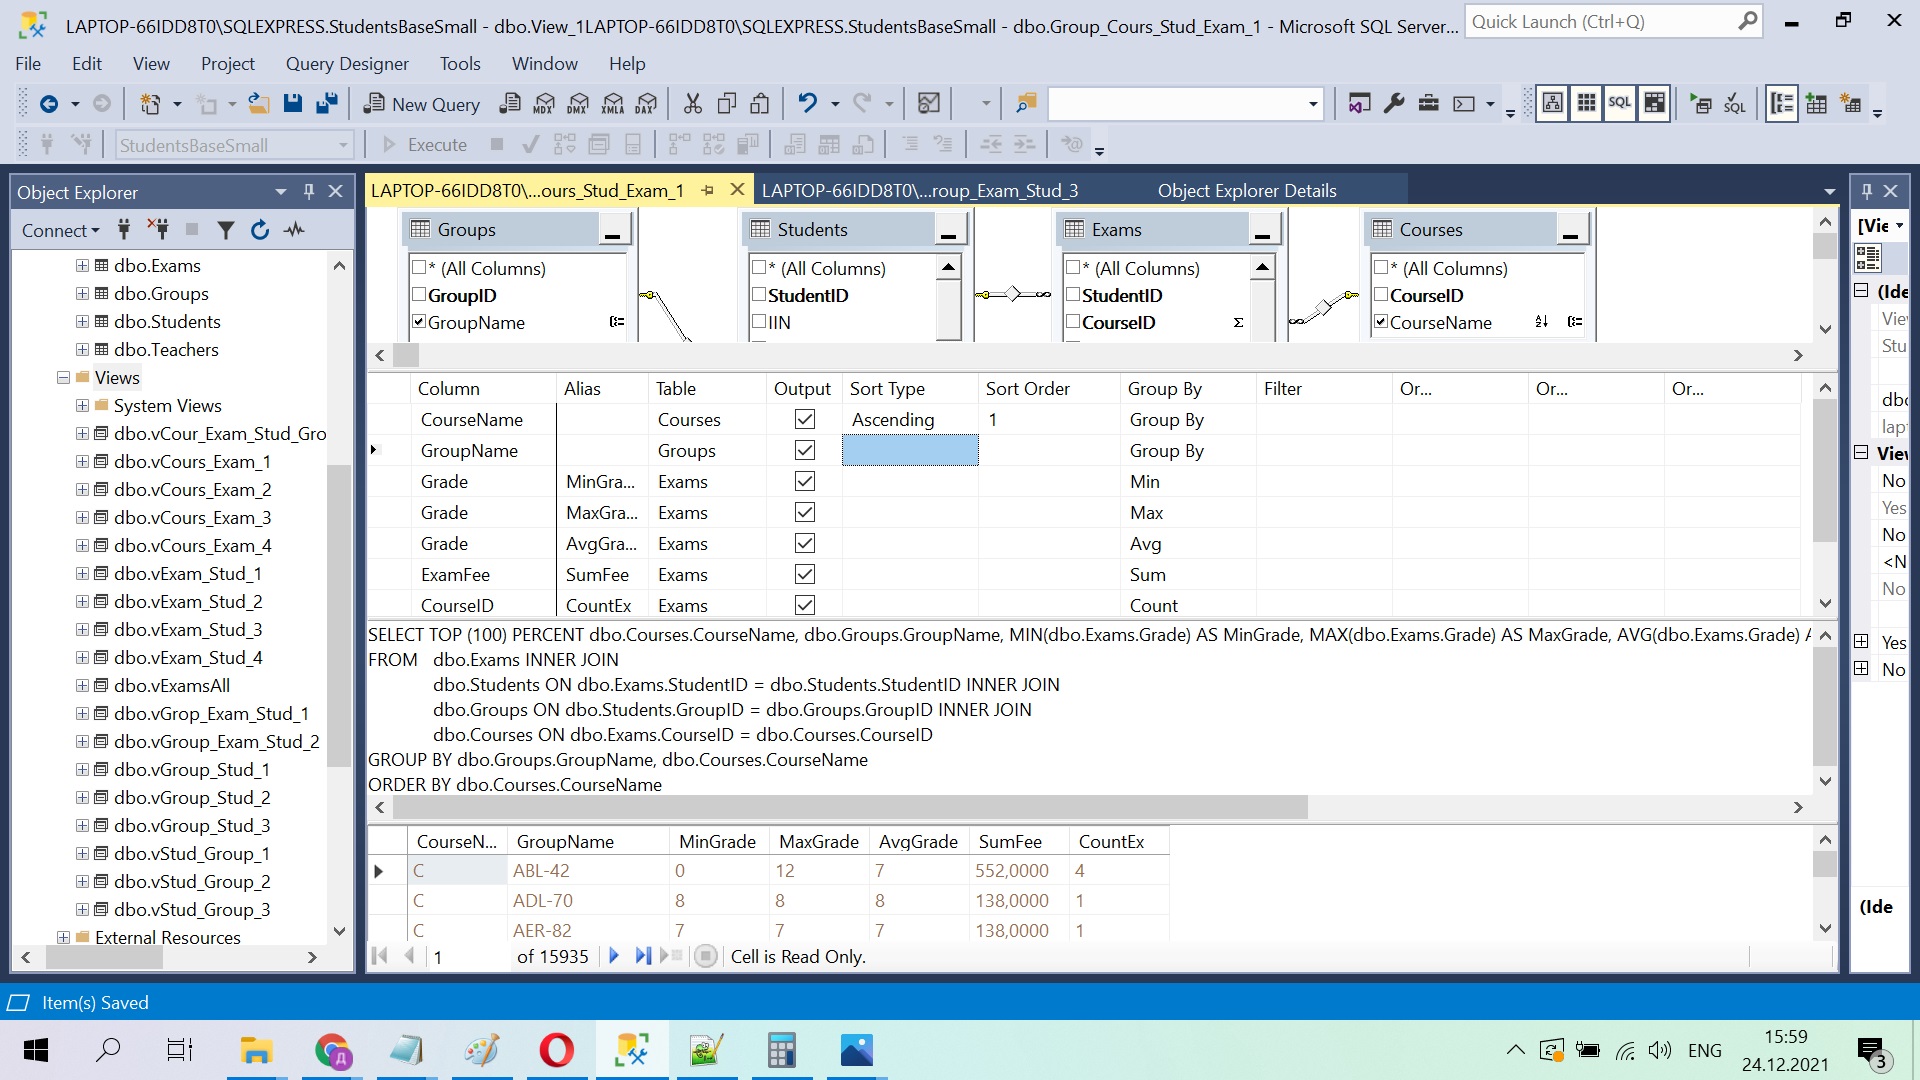 LAPTOP-66IDD8T0\SQLEXPRESS.StudentsBaseSmall - dbo.View_1LAPTOP-66IDD8T0\SQLEXPRESS.StudentsBaseSmall - dbo.Group_Cours_Stud_Exam_1 - Microsoft SQL Server...
Quick Launch (Ctrl+Q)
File Edit View Project Query Designer Tools Window Help
New Query MDX DMX XMLA DAX SQL SQL
StudentsBaseSmall Execute
Object Explorer
Connect
dbo.Exams
dbo.Groups
dbo.Students
dbo.Teachers
Views
System Views
dbo.vCour_Exam_Stud_Gro
dbo.vCours_Exam_1
dbo.vCours_Exam_2
dbo.vCours_Exam_3
dbo.vCours_Exam_4
dbo.vExam_Stud_1
dbo.vExam_Stud_2
dbo.vExam_Stud_3
dbo.vExam_Stud_4
dbo.vExamsAll
dbo.vGrop_Exam_Stud_1
dbo.vGroup_Exam_Stud_2
dbo.vGroup_Stud_1
dbo.vGroup_Stud_2
dbo.vGroup_Stud_3
dbo.vStud_Group_1
dbo.vStud_Group_2
dbo.vStud_Group_3
External Resources
LAPTOP-66IDD8T0\...ours_Stud_Exam_1 LAPTOP-66IDD8T0\...roup_Exam_Stud_3 Object Explorer Details
Groups
* (All Columns)
GroupID
GroupName
Students
* (All Columns)
StudentID
IIN
Exams
* (All Columns)
StudentID
CourseID Σ
Courses
* (All Columns)
CourseID
CourseName
Column Alias Table Output Sort Type Sort Order Group By Filter Or... Or... Or...
CourseName Courses Ascending 1 Group By
GroupName Groups Group By
Grade MinGra... Exams Min
Grade MaxGra... Exams Max
Grade AvgGra... Exams Avg
ExamFee SumFee Exams Sum
CourseID CountEx Exams Count
SELECT TOP (100) PERCENT dbo.Courses.CourseName, dbo.Groups.GroupName, MIN(dbo.Exams.Grade) AS MinGrade, MAX(dbo.Exams.Grade) AS MaxGrade, AVG(dbo.Exams.Grade) A
FROM dbo.Exams INNER JOIN
dbo.Students ON dbo.Exams.StudentID = dbo.Students.StudentID INNER JOIN
dbo.Groups ON dbo.Students.GroupID = dbo.Groups.GroupID INNER JOIN
dbo.Courses ON dbo.Exams.CourseID = dbo.Courses.CourseID
GROUP BY dbo.Groups.GroupName, dbo.Courses.CourseName
ORDER BY dbo.Courses.CourseName
CourseN... GroupName MinGrade MaxGrade AvgGrade SumFee CountEx
C ABL-42 0 12 7 552,0000 4
C ADL-70 8 8 8 138,0000 1
C AER-82 7 7 7 138,0000 1
1 of 15935 Cell is Read Only.
[Vie
(Ide
Viev
Stu
dbo
lap
Viev
No
Yes
No
<N
No
Yes
No
(Ide
Item(s) Saved
Д
ENG
15:59
24.12.2021
3